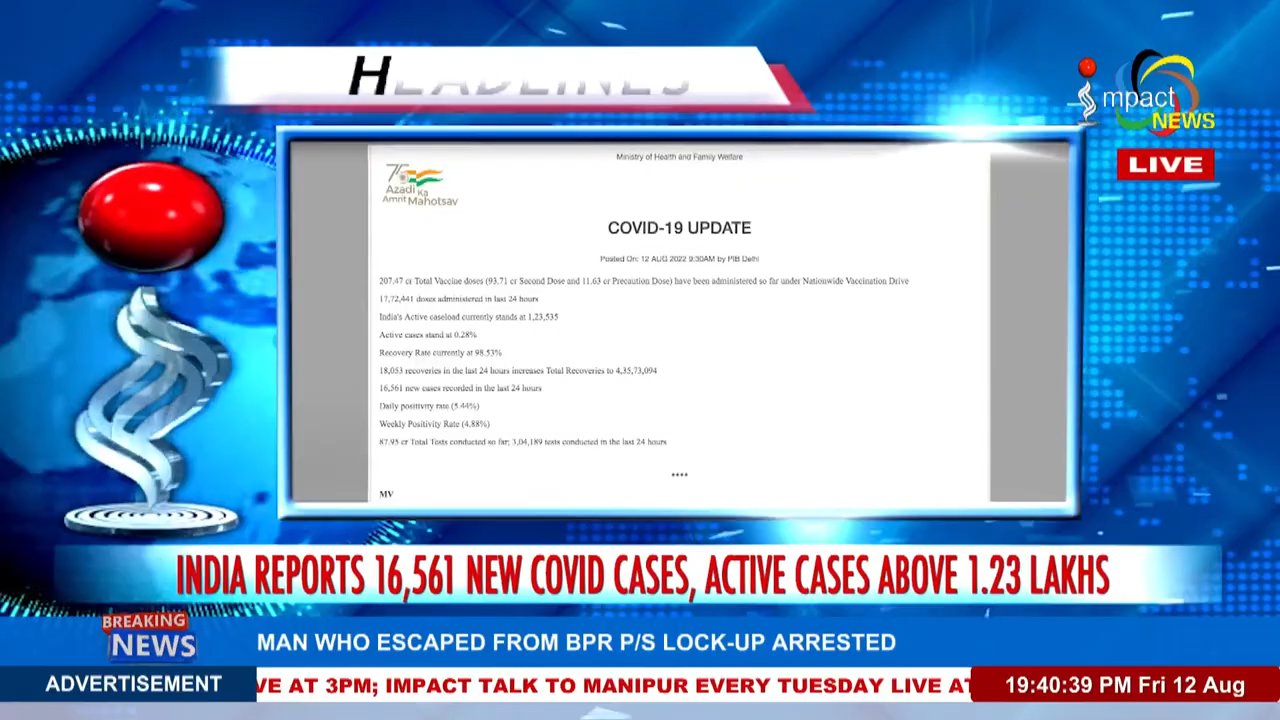 HEADLINES
mpact
NEWS
LIVE
Ministry of Health and Family Welfare
75
Azadi Ka
Amrit Mahotsav
COVID-19 UPDATE
Posted On: 12 AUG 2022 9:30AM by PIB Delhi
207.47 cr Total Vaccine doses (93.71 cr Second Dose and 11.63 cr Precaution Dose) have been administered so far under Nationwide Vaccination Drive
17,72,441 doses administered in last 24 hours
India's Active caseload currently stands at 1,23,535
Active cases stand at 0.28%
Recovery Rate currently at 98.53%
18,053 recoveries in the last 24 hours increases Total Recoveries to 4,35,73,094
16,561 new cases recorded in the last 24 hours
Daily positivity rate (5.44%)
Weekly Positivity Rate (4.88%)
87.95 cr Total Tests conducted so far; 3,04,189 tests conducted in the last 24 hours
****
MV
INDIA REPORTS 16,561 NEW COVID CASES, ACTIVE CASES ABOVE 1.23 LAKHS
BREAKING
NEWS
MAN WHO ESCAPED FROM BPR P/S LOCK-UP ARRESTED
ADVERTISEMENT
VE AT 3PM; IMPACT TALK TO MANIPUR EVERY TUESDAY LIVE AT
19:40:39 PM Fri 12 Aug